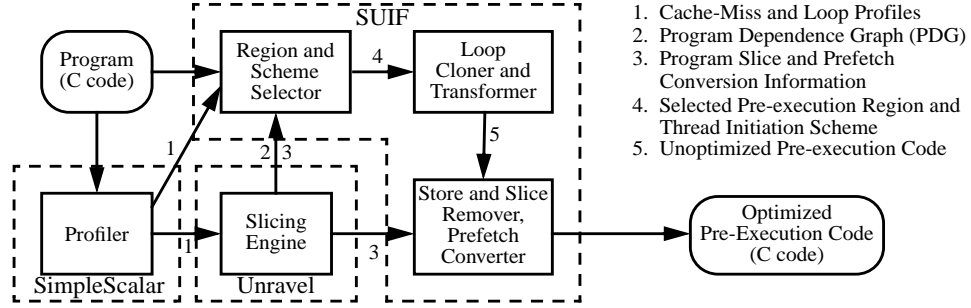 SUIF
Program
(C code)
Region and
Scheme
Selector
4
Loop
Cloner and
Transformer
1
2
3
5
Profiler
1
Slicing
Engine
3
Store and Slice
Remover,
Prefetch
Converter
Optimized
Pre-Execution Code
(C code)
SimpleScalar
Unravel
1. Cache-Miss and Loop Profiles
2. Program Dependence Graph (PDG)
3. Program Slice and Prefetch
Conversion Information
4. Selected Pre-execution Region and
Thread Initiation Scheme
5. Unoptimized Pre-execution Code